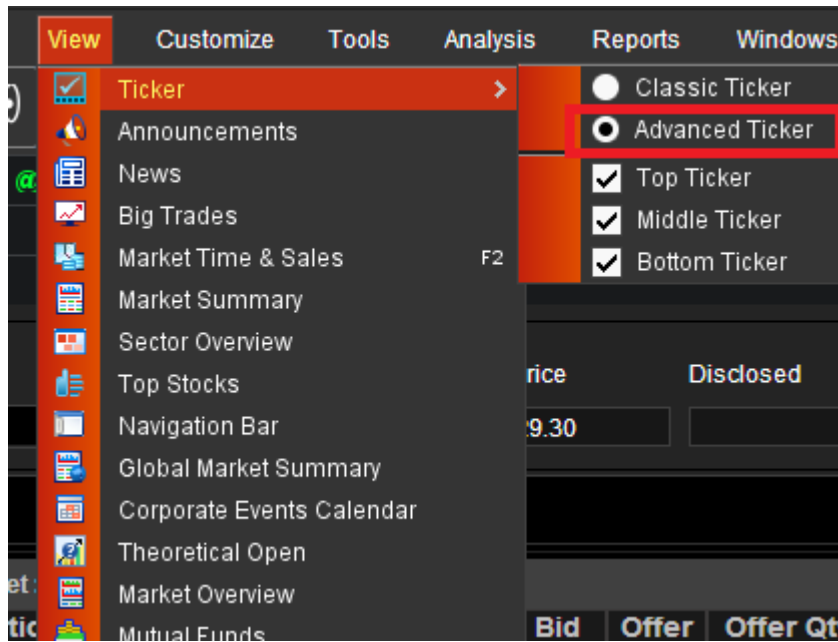 View Customize Tools Analysis Reports Windows
Ticker
Classic Ticker
Advanced Ticker
Top Ticker
Middle Ticker
Bottom Ticker
Announcements
News
Big Trades
Market Time & Sales F2
Market Summary
Sector Overview
Top Stocks
Navigation Bar
Global Market Summary
Corporate Events Calendar
Theoretical Open
Market Overview
Mutual Funds
@
rice Disclosed
9.30
et :
Bid Offer Offer Qt